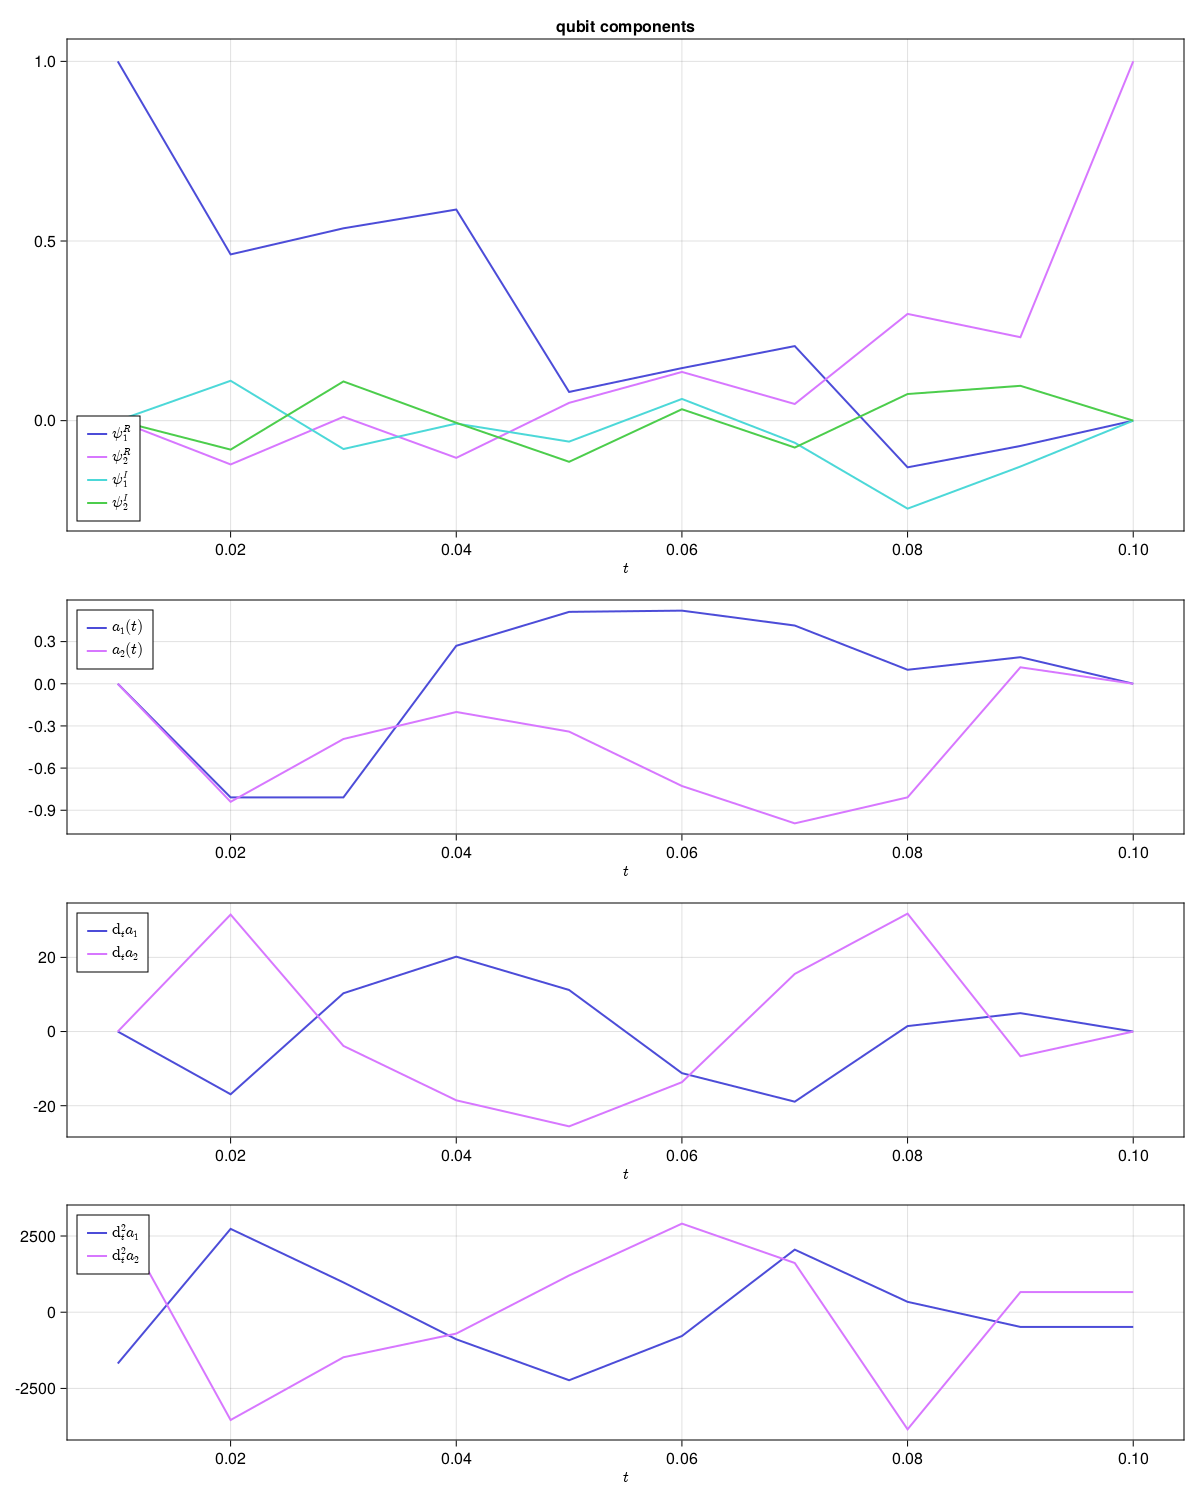 qubit components
1.0
0.5
0.0
ψ₁ᴿ
ψ₂ᴿ
ψ₁ᴵ
ψ₂ᴵ
0.02 0.04 0.06 0.08 0.10
t
0.3
0.0
-0.3
-0.6
-0.9
a₁(t)
a₂(t)
0.02 0.04 0.06 0.08 0.10
t
20
0
-20
dₜa₁
dₜa₂
0.02 0.04 0.06 0.08 0.10
t
2500
0
-2500
dₜ²a₁
dₜ²a₂
0.02 0.04 0.06 0.08 0.10
t